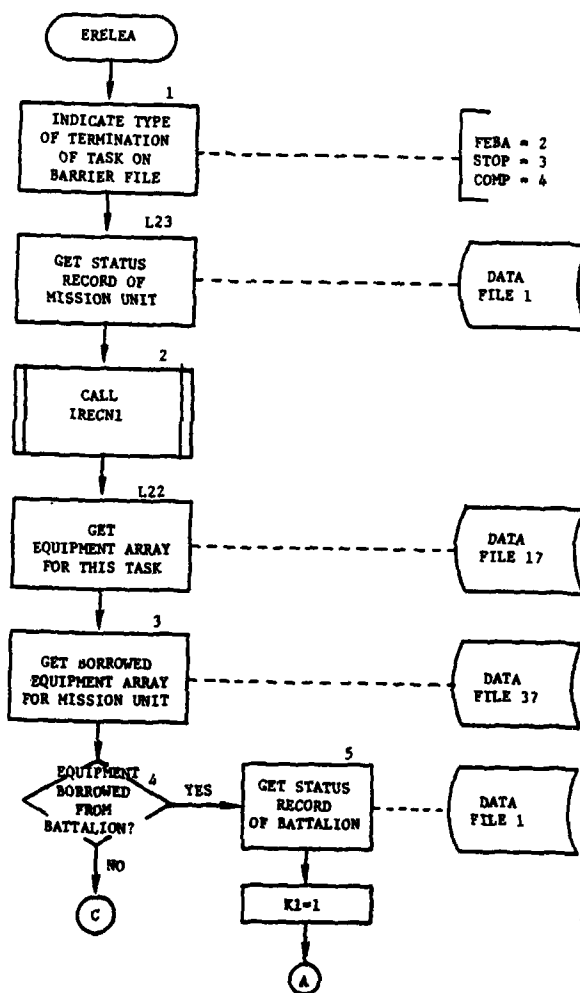 ERELEA
1
INDICATE TYPE
OF TERMINATION
OF TASK ON
BARRIER FILE
FEBA = 2
STOP = 3
COMP = 4
L23
GET STATUS
RECORD OF
MISSION UNIT
DATA
FILE 1
2
CALL
IRECN1
L22
GET
EQUIPMENT ARRAY
FOR THIS TASK
DATA
FILE 17
3
GET BORROWED
EQUIPMENT ARRAY
FOR MISSION UNIT
DATA
FILE 37
4
EQUIPMENT
BORROWED
FROM
BATTALION?
YES
NO
5
GET STATUS
RECORD
OF BATTALION
DATA
FILE 1
K1=1
C
A